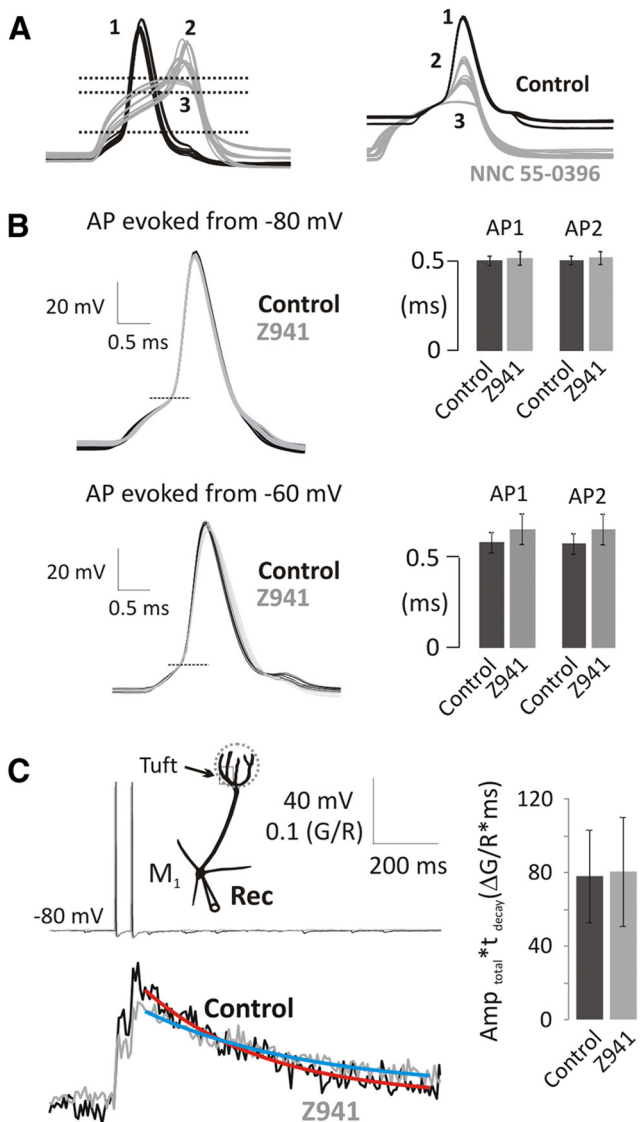 A
1
2
3
1
2
3
Control
NNC 55-0396
B
AP evoked from -80 mV
20 mV
0.5 ms
Control
Z941
AP1
AP2
0.5
(ms)
0
Control
Z941
Control
Z941
AP evoked from -60 mV
20 mV
0.5 ms
Control
Z941
AP1
AP2
0.5
(ms)
0
Control
Z941
Control
Z941
C
Tuft
M1
Rec
-80 mV
40 mV
0.1 (G/R)
200 ms
Control
Z941
Amp total*t decay(ΔG/R*ms)
120
80
40
0
Control
Z941